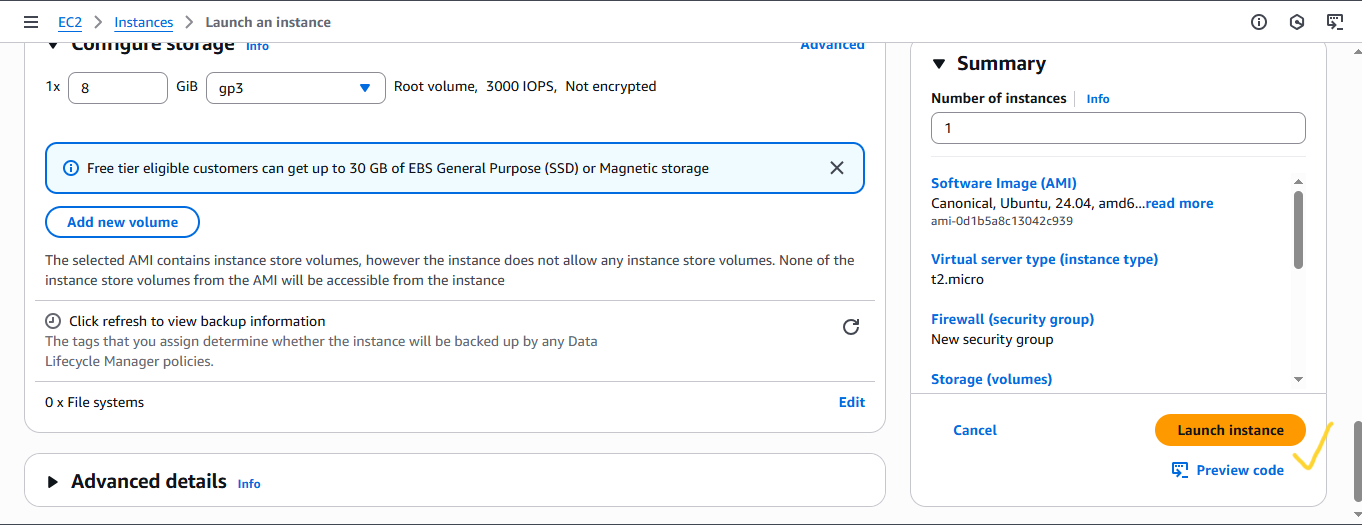 EC2 > Instances > Launch an instance
Configure storage Info
Advanced
1x 8 GiB gp3 Root volume, 3000 IOPS, Not encrypted
Free tier eligible customers can get up to 30 GB of EBS General Purpose (SSD) or Magnetic storage
Add new volume
The selected AMI contains instance store volumes, however the instance does not allow any instance store volumes. None of the
instance store volumes from the AMI will be accessible from the instance
Click refresh to view backup information
The tags that you assign determine whether the instance will be backed up by any Data
Lifecycle Manager policies.
0 x File systems
Edit
Advanced details Info
Summary
Number of instances Info
1
Software Image (AMI)
Canonical, Ubuntu, 24.04, amd6...read more
ami-0d1b5a8c13042c939
Virtual server type (instance type)
t2.micro
Firewall (security group)
New security group
Storage (volumes)
Cancel
Launch instance
Preview code